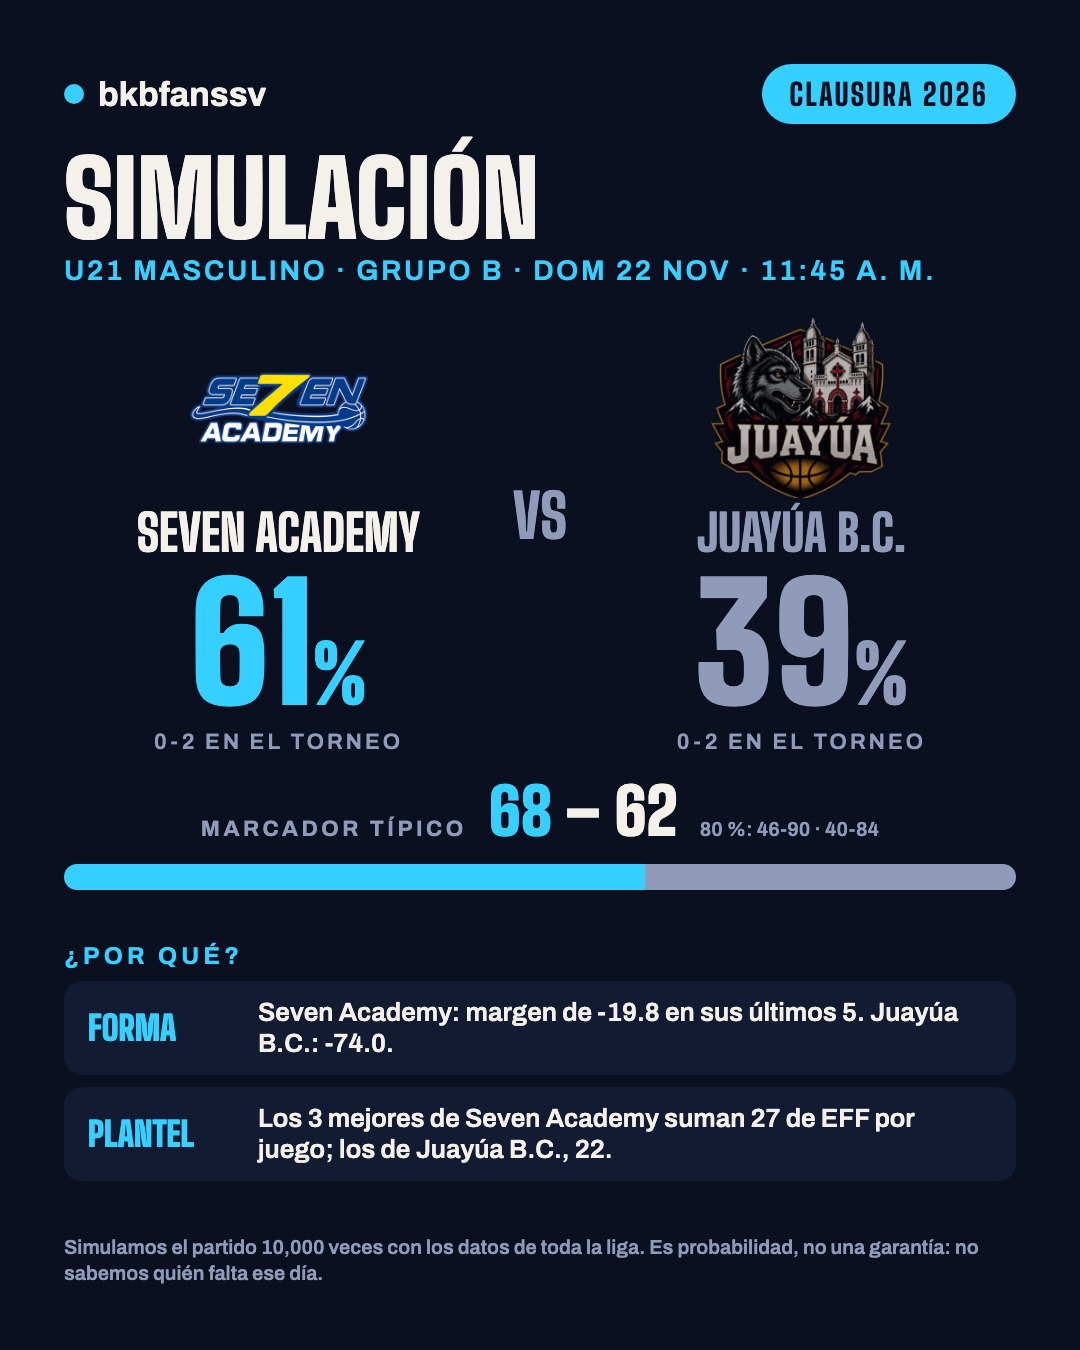 bkbfanssv
CLAUSURA 2026
SIMULACIÓN
U21 MASCULINO · GRUPO B · DOM 22 NOV · 11:45 A. M.
SE7EN
ACADEMY
JUAYÚA
SEVEN ACADEMY
VS
JUAYÚA B.C.
61%
39%
0-2 EN EL TORNEO
0-2 EN EL TORNEO
MARCADOR TÍPICO 68 – 62 80 %: 46-90 · 40-84
¿POR QUÉ?
FORMA
Seven Academy: margen de -19.8 en sus últimos 5. Juayúa
B.C.: -74.0.
PLANTEL
Los 3 mejores de Seven Academy suman 27 de EFF por
juego; los de Juayúa B.C., 22.
Simulamos el partido 10,000 veces con los datos de toda la liga. Es probabilidad, no una garantía: no
sabemos quién falta ese día.